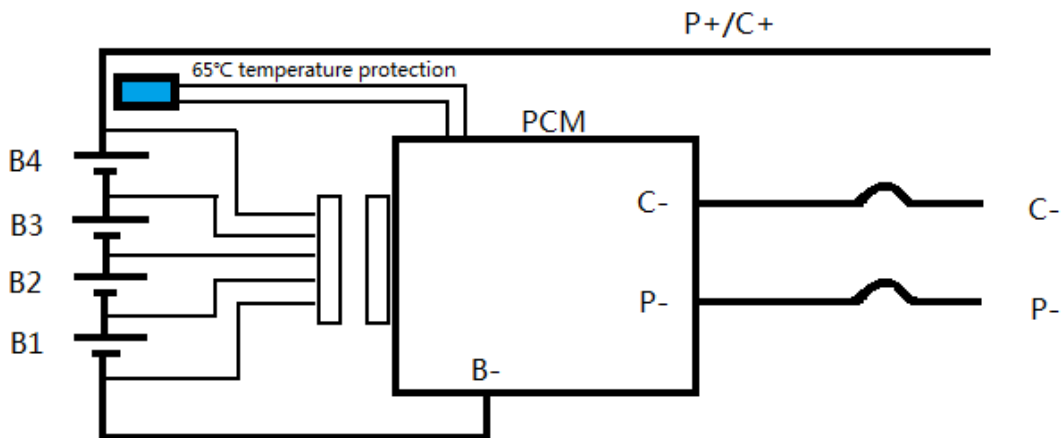 P+/C+
65℃ temperature protection
PCM
B4
B3
B2
B1
C-
C-
P-
P-
B-